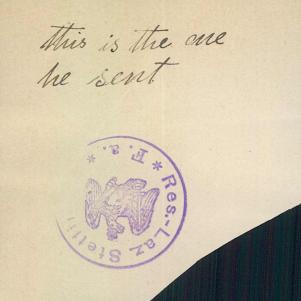 this is the one
he sent
Res.-Laz Stettin
* F. a. *